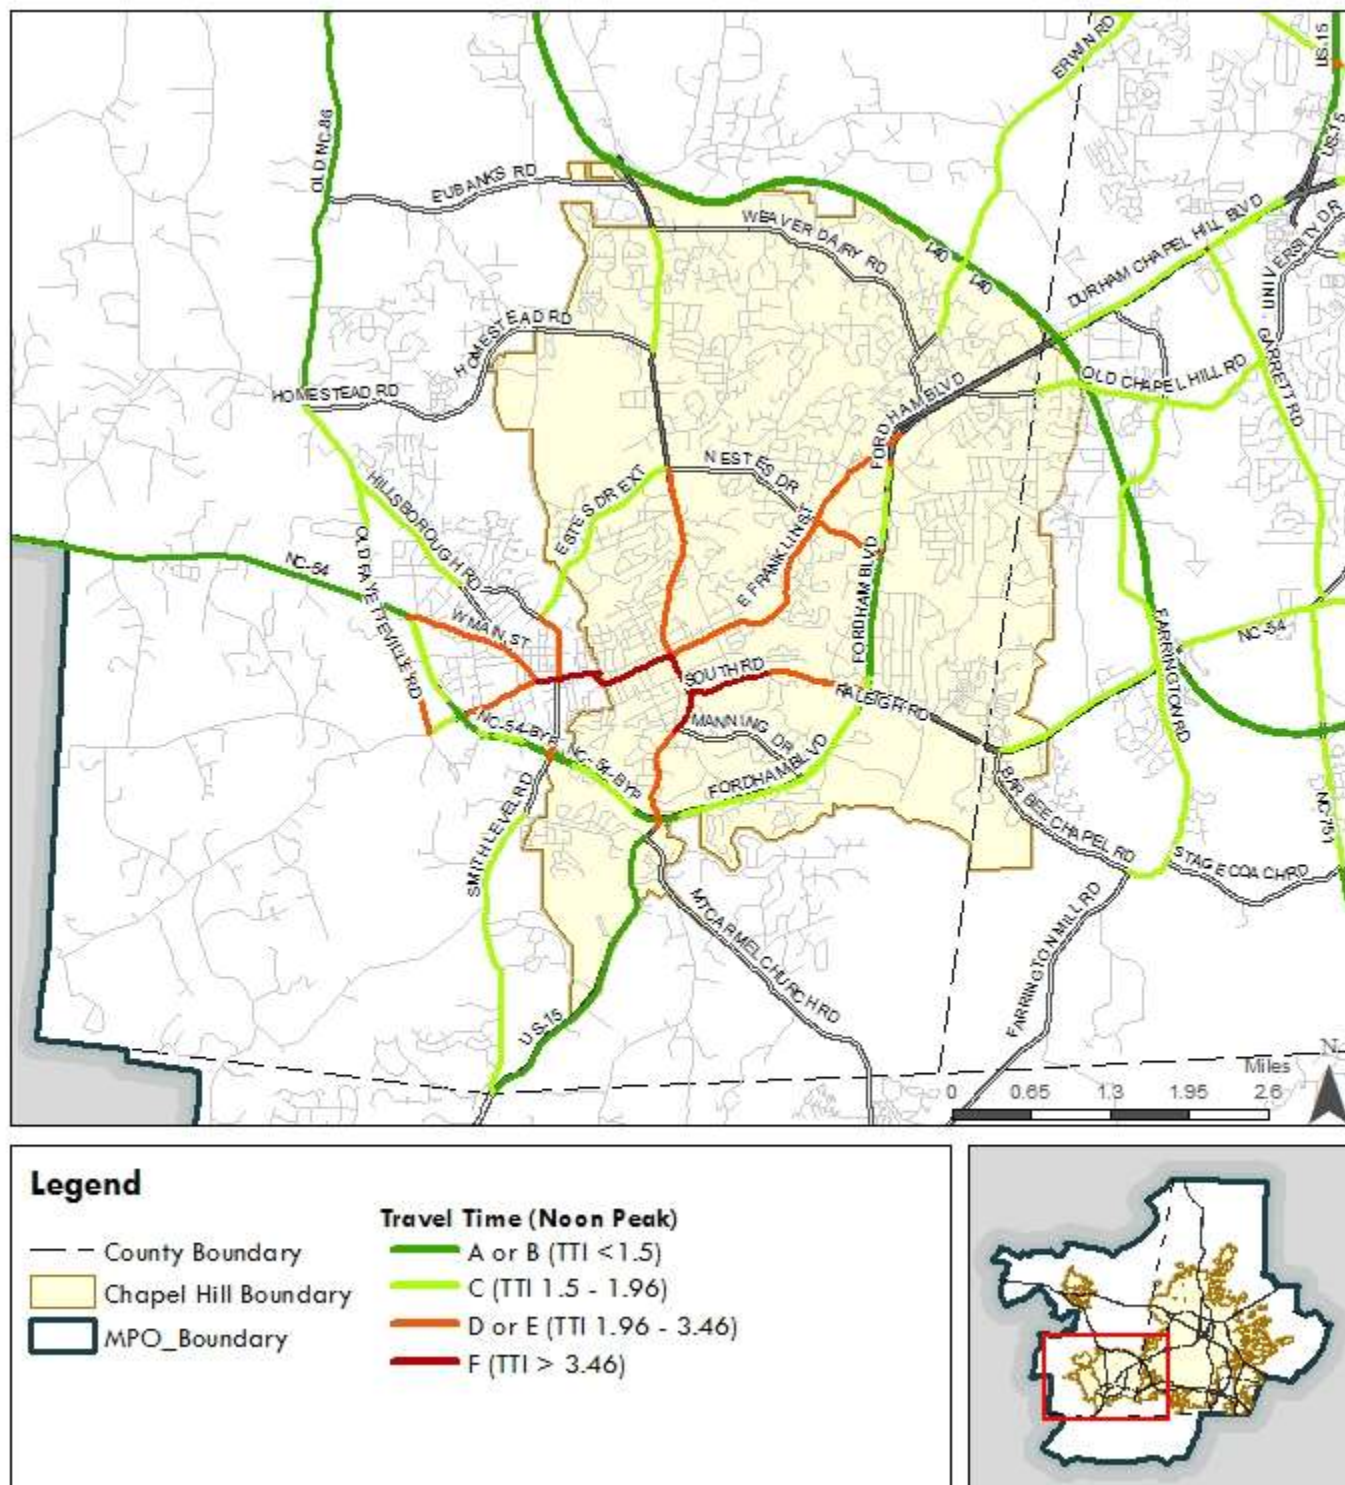 ERWIN RD
US-15
OLD NC-86
US-15
EUBANKS RD
WEAVER DAIRY RD
I-40
I-40
DURHAM CHAPEL HILL BLVD
UNIVERSITY DR
HOMESTEAD RD
HOMESTEAD RD
OLD CHAPEL HILL RD
GARRETT RD
FORDHAM BLVD
N ESTES DR
HILLSBOROUGH RD
ESTES DR EXT
E FRANKLIN ST
OLD FAYETTEVILLE RD
NC-54
W MAIN ST
FORDHAM BLVD
NC-54
FARRINGTON RD
SOUTH RD
RALEIGH RD
MANNING DR
NC-54-BYP
NC-54-BYP
FORDHAM BLVD
SMITH LEVEL RD
BARBEE CHAPEL RD
NC-751
STAGECOACH RD
MT CARMEL CHURCH RD
FARRINGTON MILL RD
US-15
N
Miles
0 0.65 1.3 1.95 2.6
Legend
County Boundary
Chapel Hill Boundary
MPO_Boundary
Travel Time (Noon Peak)
A or B (TTI <1.5)
C (TTI 1.5 - 1.96)
D or E (TTI 1.96 - 3.46)
F (TTI > 3.46)